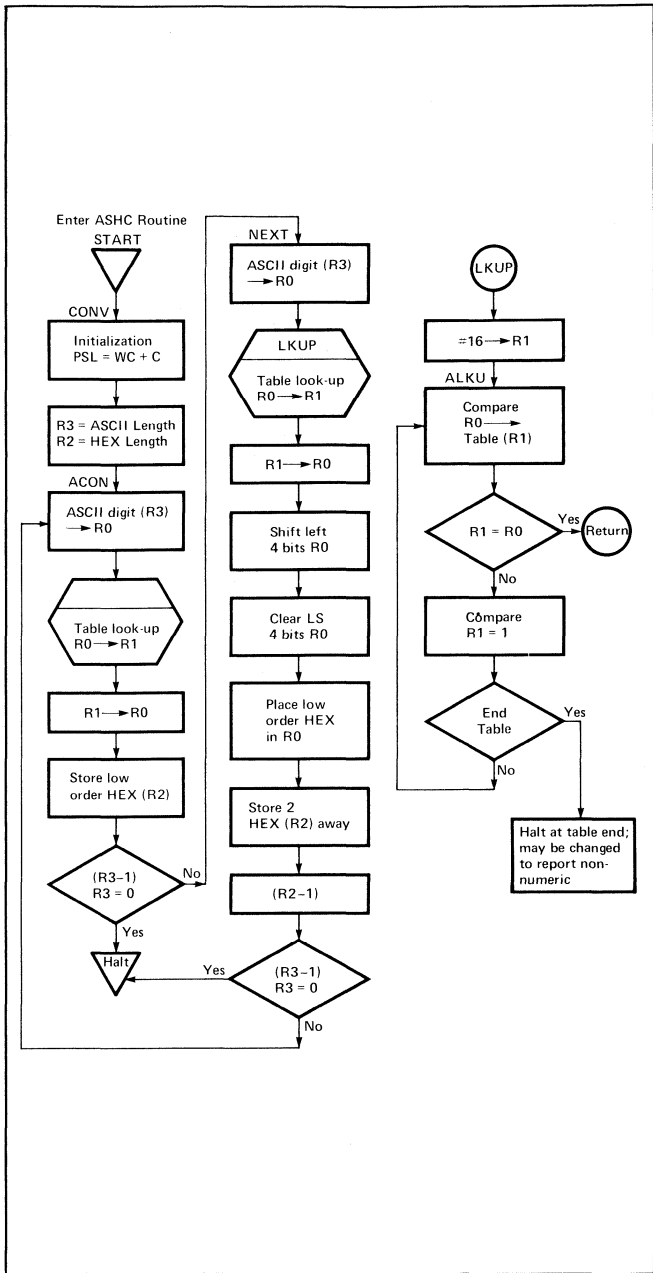 Enter ASHC Routine
START
CONV
Initialization
PSL = WC + C
R3 = ASCII Length
R2 = HEX Length
ACON
ASCII digit (R3)
→ R0
Table look-up
R0 → R1
R1 → R0
Store low
order HEX (R2)
(R3-1)
R3 = 0
No
Yes
Halt
NEXT
ASCII digit (R3)
→ R0
LKUP
Table look-up
R0 → R1
R1 → R0
Shift left
4 bits R0
Clear LS
4 bits R0
Place low
order HEX
in R0
Store 2
HEX (R2) away
(R2-1)
(R3-1)
R3 = 0
Yes
No
LKUP
=16 → R1
ALKU
Compare
R0 →
Table (R1)
R1 = R0
Yes
Return
No
Compare
R1 = 1
End
Table
Yes
No
Halt at table end;
may be changed
to report non-
numeric